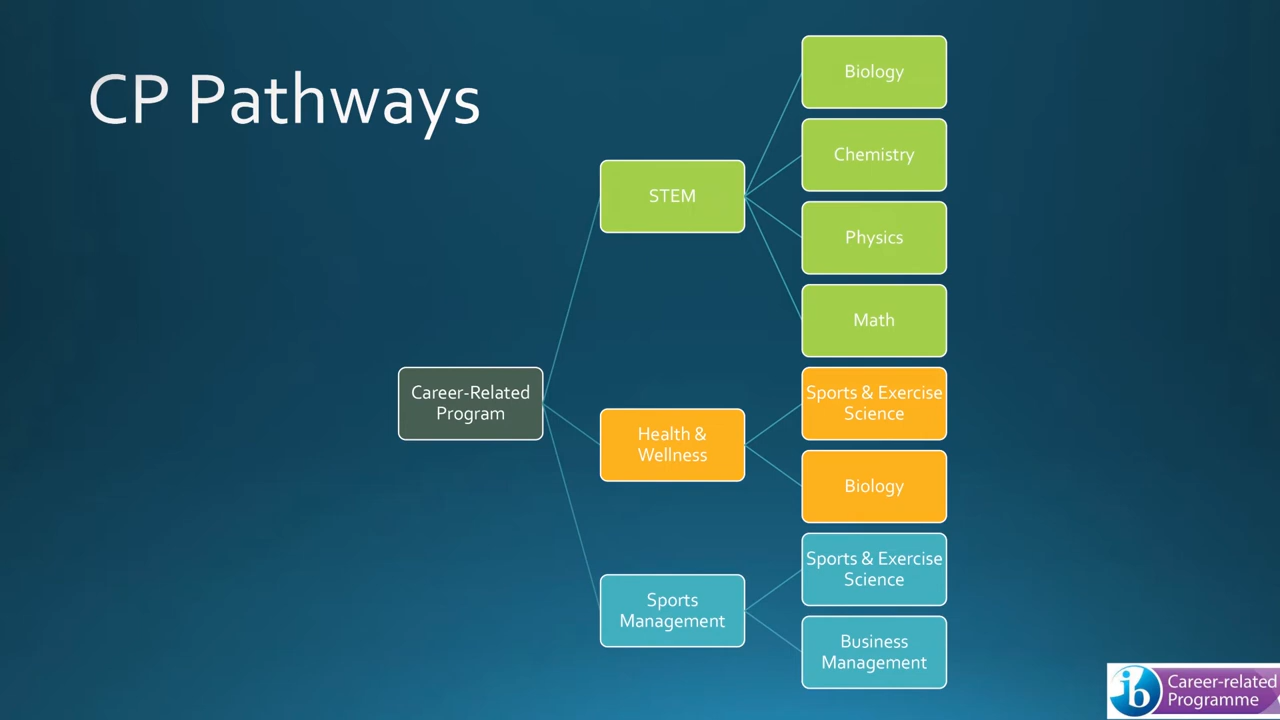 CP Pathways
Biology
Chemistry
STEM
Physics
Math
Career-Related
Program
Sports & Exercise
Science
Health &
Wellness
Biology
Sports & Exercise
Science
Sports
Management
Business
Management
ib
Career-related
Programme